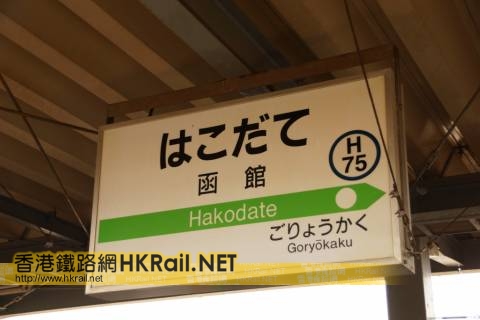 はこだて
函館
H
75
Hakodate
ごりょうかく
Goryōkaku
香港鐵路網HKRail.NET
http://www.hkrail.net